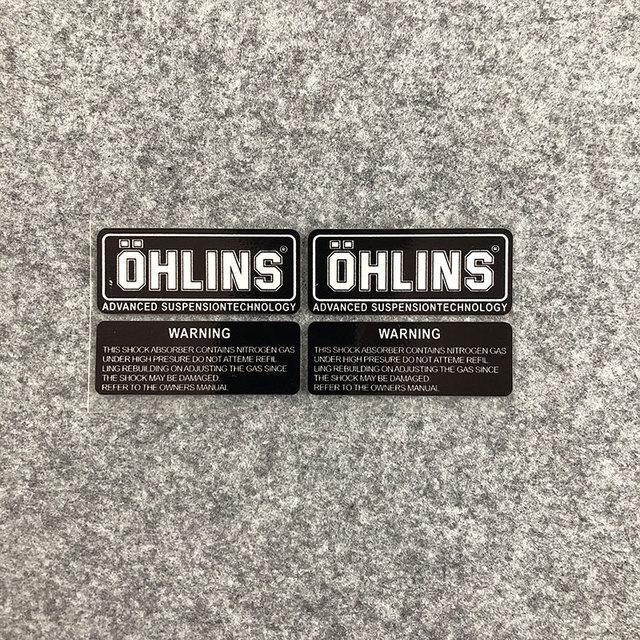 ÖHLINS®
ADVANCED SUSPENSIONTECHNOLOGY
WARNING
THIS SHOCK ABSORBER CONTAINS NITROGEN GAS
UNDER HIGH PRESURE DO NOT ATTEME REFIL
LING REBUILDING ON ADJUSTING THE GAS SINCE
THE SHOCK MAY BE DAMAGED.
REFER TO THE OWNERS MANUAL
ÖHLINS®
ADVANCED SUSPENSIONTECHNOLOGY
WARNING
THIS SHOCK ABSORBER CONTAINS NITROGEN GAS
UNDER HIGH PRESURE DO NOT ATTEME REFIL
LING REBUILDING ON ADJUSTING THE GAS SINCE
THE SHOCK MAY BE DAMAGED.
REFER TO THE OWNERS MANUAL